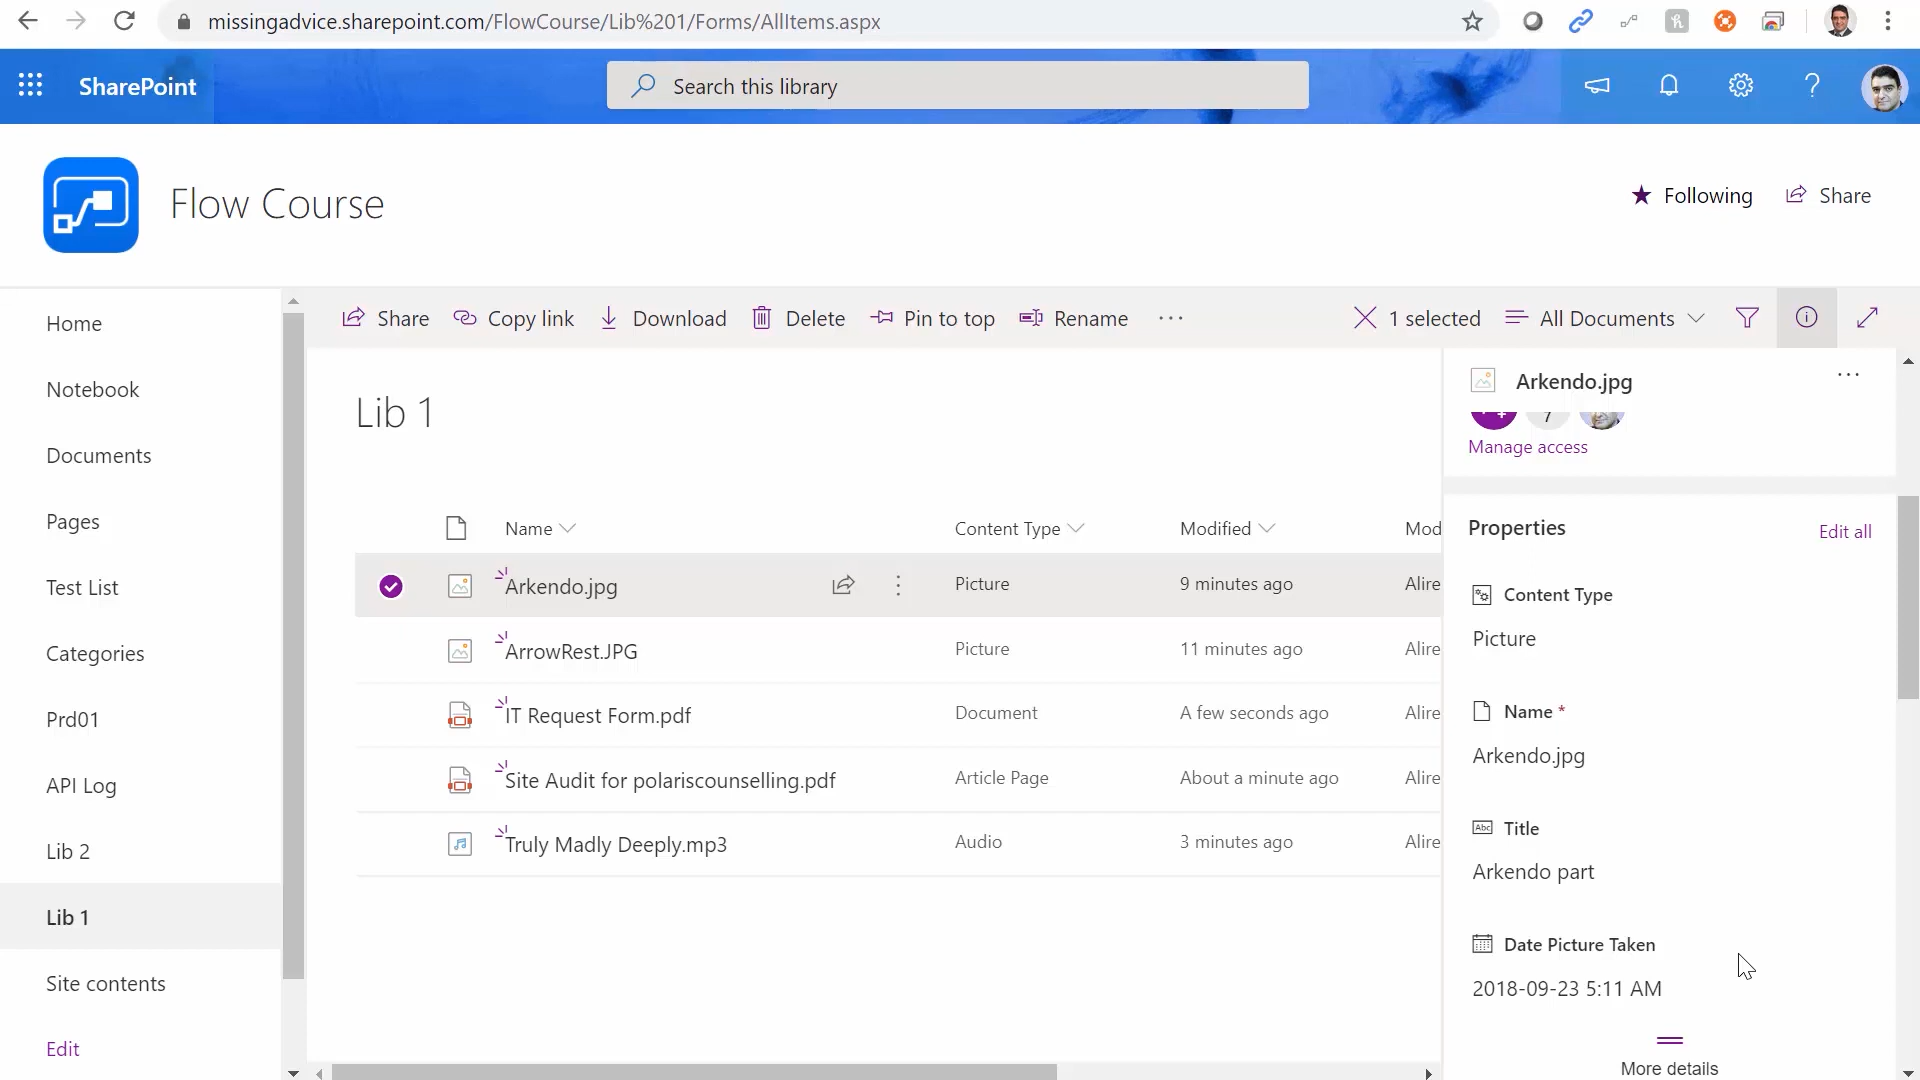 missingadvice.sharepoint.com/FlowCourse/Lib%201/Forms/AllItems.aspx
SharePoint
Search this library
Flow Course
Following
Share
Home
Notebook
Documents
Pages
Test List
Categories
Prd01
API Log
Lib 2
Lib 1
Site contents
Edit
Share
Copy link
Download
Delete
Pin to top
Rename
1 selected
All Documents
Lib 1
Name Content Type Modified Mod
Arkendo.jpg Picture 9 minutes ago Alire
ArrowRest.JPG Picture 11 minutes ago Alire
IT Request Form.pdf Document A few seconds ago Alire
Site Audit for polariscounselling.pdf Article Page About a minute ago Alire
Truly Madly Deeply.mp3 Audio 3 minutes ago Alire
Arkendo.jpg
7
Manage access
Properties
Edit all
Content Type
Picture
Name *
Arkendo.jpg
Abc Title
Arkendo part
Date Picture Taken
2018-09-23 5:11 AM
More details